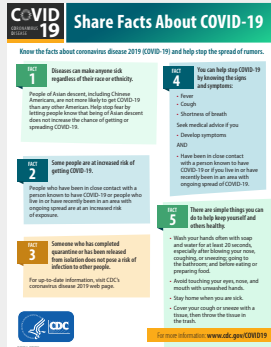 COVID
CORONAVIRUS
DISEASE
19
Share Facts About COVID-19
Know the facts about coronavirus disease 2019 (COVID-19) and help stop the spread of rumors.
FACT
1
Diseases can make anyone sick
regardless of their race or ethnicity.
People of Asian descent, including Chinese
Americans, are not more likely to get COVID-19
than any other American. Help stop fear by
letting people know that being of Asian descent
does not increase the chance of getting or
spreading COVID-19.
FACT
2
Some people are at increased risk of
getting COVID-19.
People who have been in close contact with a
person known to have COVID-19 or people who
live in or have recently been in an area with
ongoing spread are at an increased risk
of exposure.
FACT
3
Someone who has completed
quarantine or has been released
from isolation does not pose a risk of
infection to other people.
For up-to-date information, visit CDC's
coronavirus disease 2019 web page.
FACT
4
You can help stop COVID-19
by knowing the signs
and symptoms:
• Fever
• Cough
• Shortness of breath
Seek medical advice if you
• Develop symptoms
AND
• Have been in close contact with
a person known to have COVID-19
or if you live in or have
recently been in an area with
ongoing spread of COVID-19.
FACT
5
There are simple things you can
do to help keep yourself and
others healthy.
• Wash your hands often with soap
and water for at least 20 seconds,
especially after blowing your nose,
coughing, or sneezing; going to
the bathroom; and before eating or
preparing food.
• Avoid touching your eyes, nose, and
mouth with unwashed hands.
• Stay home when you are sick.
• Cover your cough or sneeze with a
tissue, then throw the tissue in
the trash.
CDC
For more information: www.cdc.gov/COVID19